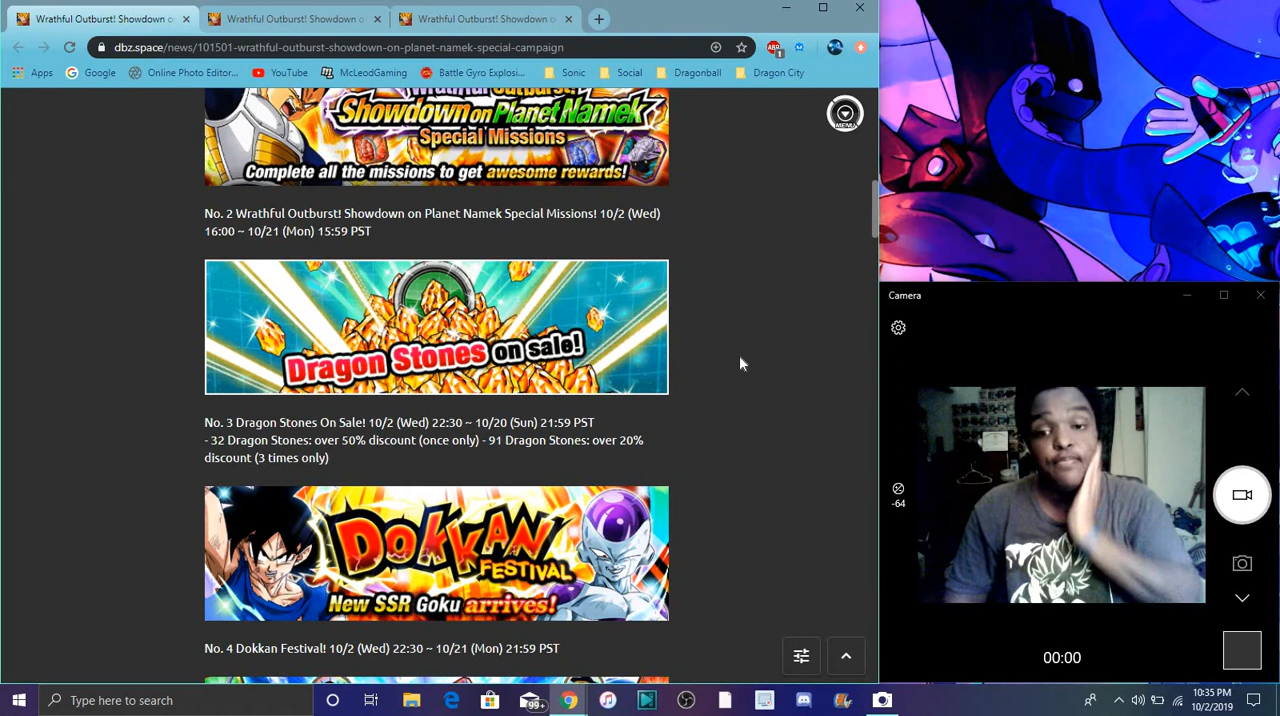 Wrathful Outburst! Showdown o
Wrathful Outburst! Showdown o
Wrathful Outburst! Showdown o
dbz.space/news/101501-wrathful-outburst-showdown-on-planet-namek-special-campaign
ABP
1
Apps
Google
Online Photo Editor...
YouTube
McLeodGaming
Battle Gyro Explosi...
Sonic
Social
Dragonball
Dragon City
Wrathful Outburst!
Showdown on Planet Namek
Special Missions
Complete all the missions to get awesome rewards!
MENU
No. 2 Wrathful Outburst! Showdown on Planet Namek Special Missions! 10/2 (Wed)
16:00 ~ 10/21 (Mon) 15:59 PST
Dragon Stones on sale!
No. 3 Dragon Stones On Sale! 10/2 (Wed) 22:30 ~ 10/20 (Sun) 21:59 PST
- 32 Dragon Stones: over 50% discount (once only) - 91 Dragon Stones: over 20%
discount (3 times only)
DOKKAN
FESTIVAL
New SSR Goku arrives!
No. 4 Dokkan Festival! 10/2 (Wed) 22:30 ~ 10/21 (Mon) 21:59 PST
Camera
-64
00:00
Type here to search
99+
10:35 PM
10/2/2019